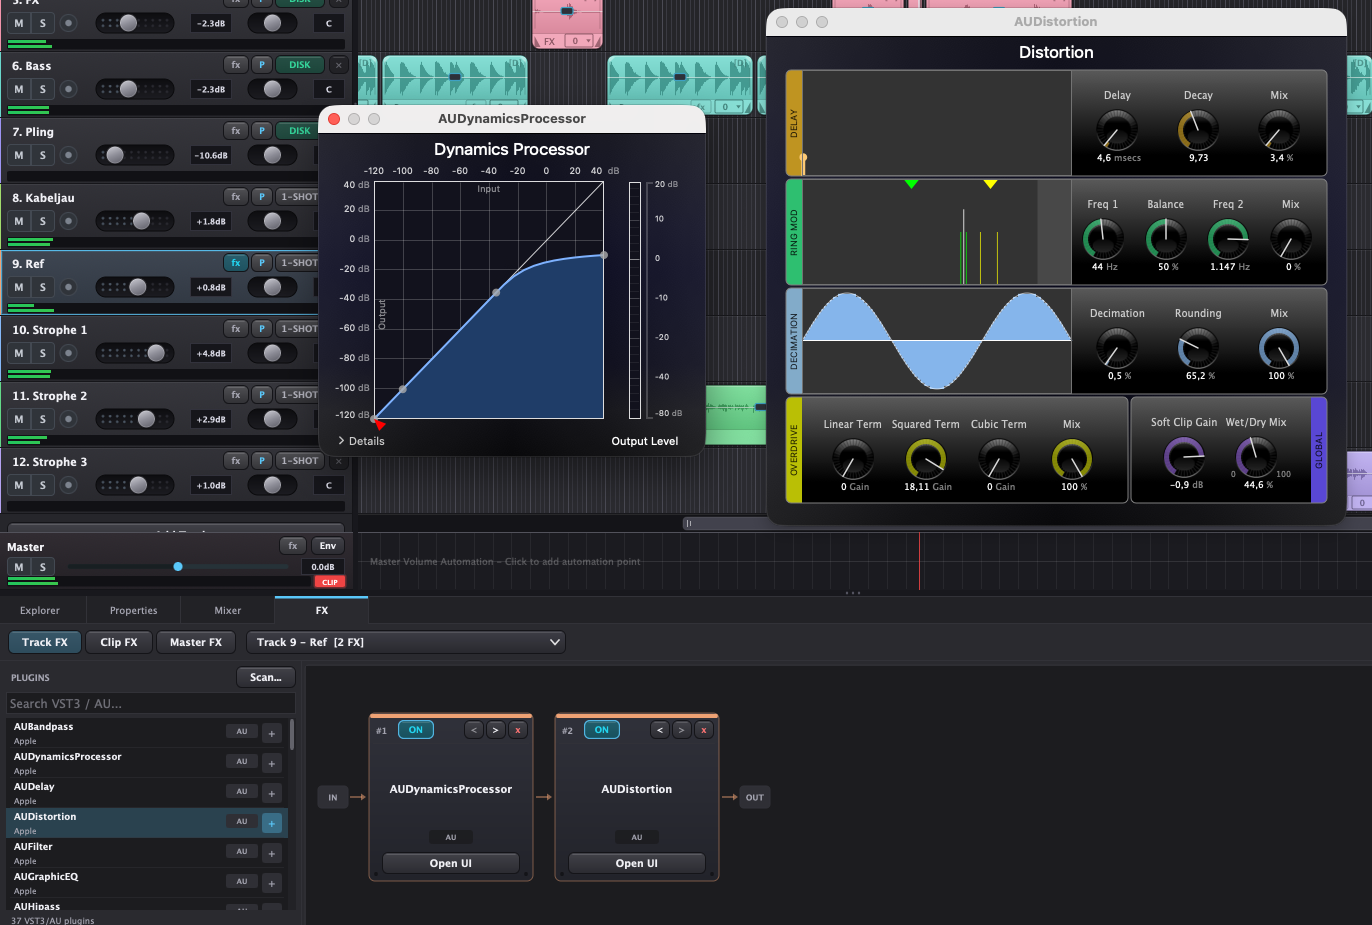 3. FX
fx
P
DISK
x
M
S
-2.3dB
C
FX
0
6. Bass
fx
P
DISK
x
M
S
-2.3dB
C
7. Pling
fx
P
DISK
M
S
-10.6dB
8. Kabeljau
fx
P
1-SHOT
M
S
+1.8dB
9. Ref
fx
P
1-SHOT
M
S
+0.8dB
10. Strophe 1
fx
P
1-SHOT
M
S
+4.8dB
11. Strophe 2
fx
P
1-SHOT
M
S
+2.9dB
12. Strophe 3
fx
P
1-SHOT
x
M
S
+1.0dB
C
Master
fx
Env
M
S
0.0dB
CLIP
AUDynamicsProcessor
Dynamics Processor
-120 -100 -80 -60 -40 -20 0 20 40 dB
Input
40 dB
20 dB
0 dB
-20 dB
-40 dB
-60 dB
-80 dB
-100 dB
-120 dB
Output
20 dB
10
0
-10
-20
-40
-80 dB
> Details
Output Level
AUDistortion
Distortion
DELAY
Delay
Decay
Mix
4,6 msecs
9,73
3,4 %
RING MOD
Freq 1
Balance
Freq 2
Mix
44 Hz
50 %
1.147 Hz
0 %
DECIMATION
Decimation
Rounding
Mix
0,5 %
65,2 %
100 %
OVERDRIVE
Linear Term
Squared Term
Cubic Term
Mix
0 Gain
18,11 Gain
0 Gain
100 %
Soft Clip Gain
Wet/Dry Mix
0
100
-0,9 dB
44,6 %
GLOBAL
0
Master Volume Automation - Click to add automation point
Explorer
Properties
Mixer
FX
Track FX
Clip FX
Master FX
Track 9 - Ref [2 FX]
PLUGINS
Scan...
Search VST3 / AU...
AUBandpass
Apple
AU
+
AUDynamicsProcessor
Apple
AU
+
AUDelay
Apple
AU
+
AUDistortion
Apple
AU
+
AUFilter
Apple
AU
+
AUGraphicEQ
Apple
AU
+
AUHipass
37 VST3/AU plugins
IN
#1
ON
<
>
x
AUDynamicsProcessor
AU
Open UI
#2
ON
<
>
x
AUDistortion
AU
Open UI
OUT